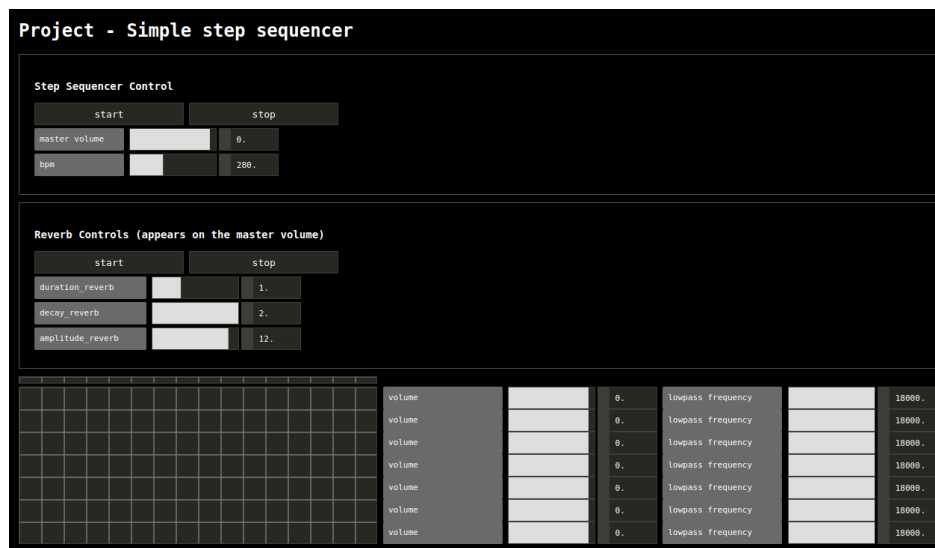 Project - Simple step sequencer
Step Sequencer Control
start stop
master volume 0.
bpm 280.
Reverb Controls (appears on the master volume)
start stop
duration_reverb 1.
decay_reverb 2.
amplitude_reverb 12.
volume 0. lowpass frequency 18000.
volume 0. lowpass frequency 18000.
volume 0. lowpass frequency 18000.
volume 0. lowpass frequency 18000.
volume 0. lowpass frequency 18000.
volume 0. lowpass frequency 18000.
volume 0. lowpass frequency 18000.